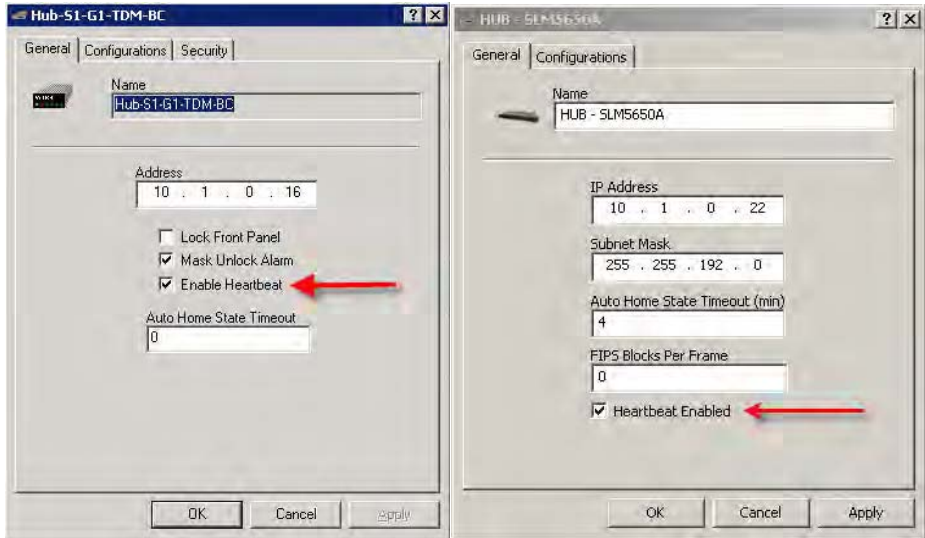 Hub-S1-G1-TDM-BC
General Configurations Security
Name
Hub-S1-G1-TDM-BC
Address
10 . 1 . 0 . 16
Lock Front Panel
Mask Unlock Alarm
Enable Heartbeat
Auto Home State Timeout
0
OK Cancel Apply
HUB - SLM5650A
General Configurations
Name
HUB - SLM5650A
IP Address
10 . 1 . 0 . 22
Subnet Mask
255 . 255 . 192 . 0
Auto Home State Timeout (min)
4
FIPS Blocks Per Frame
0
Heartbeat Enabled
OK Cancel Apply